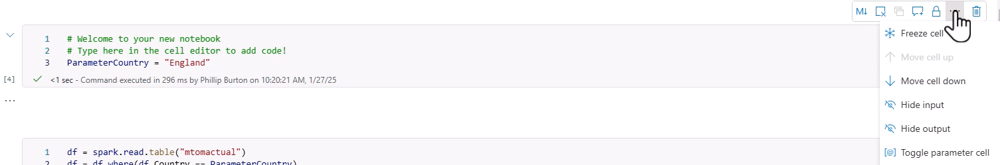 M↓
1 # Welcome to your new notebook
2 # Type here in the cell editor to add code!
3 ParameterCountry = "England"
[4] <1 sec - Command executed in 296 ms by Phillip Burton on 10:20:21 AM, 1/27/25
Freeze cell
Move cell up
Move cell down
Hide input
Hide output
[@] Toggle parameter cell
1 df = spark.read.table("mtomactual")
2 df = df.where(df.Country == ParameterCountry)